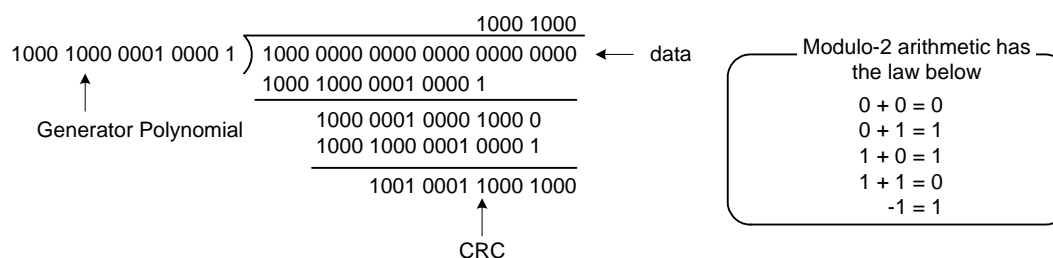 1000 1000
1000 1000 0001 0000 1
1000 0000 0000 0000 0000 0000
data
1000 1000 0001 0000 1
Generator Polynomial
1000 0001 0000 1000 0
1000 1000 0001 0000 1
1001 0001 1000 1000
CRC
Modulo-2 arithmetic has
the law below
0 + 0 = 0
0 + 1 = 1
1 + 0 = 1
1 + 1 = 0
-1 = 1